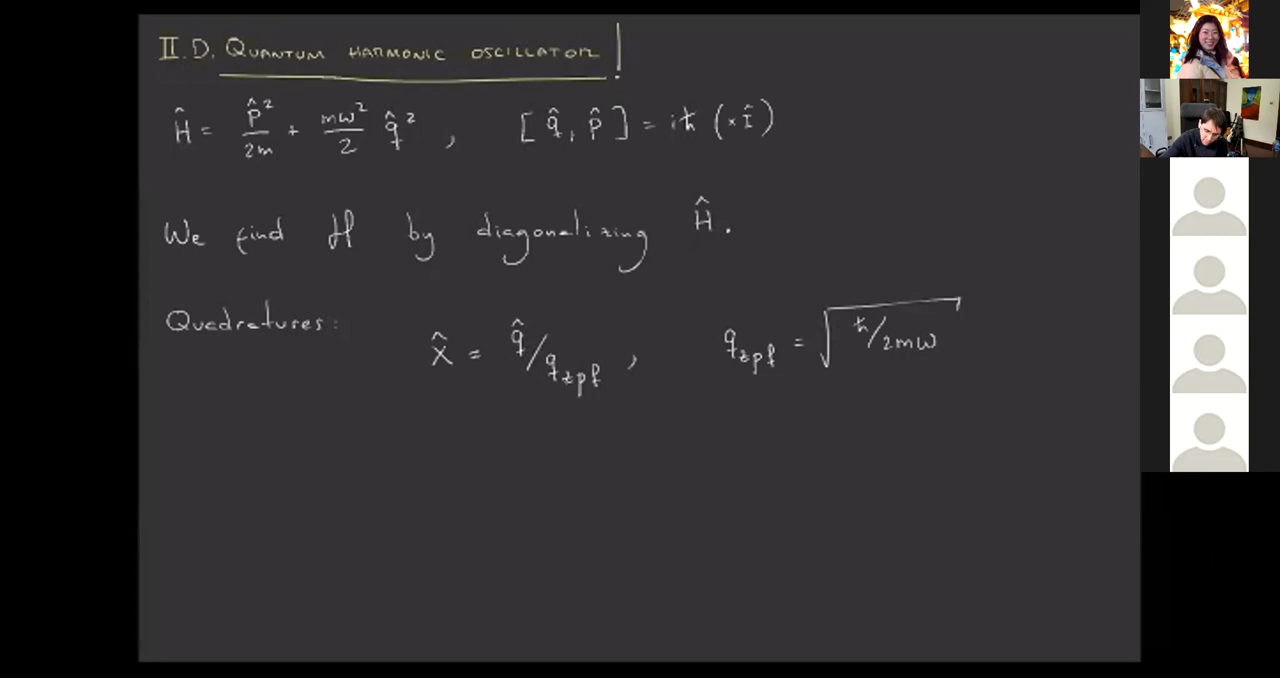 II.D. QUANTUM HARMONIC OSCILLATOR!
Ĥ = p̂²/2m + mω²/2 q̂² , [q̂, p̂] = iħ (×Î)
We find ℋ by diagonalizing Ĥ.
Quadratures:
X̂ = q̂/q_zpf , q_zpf = √(ħ/2mω)